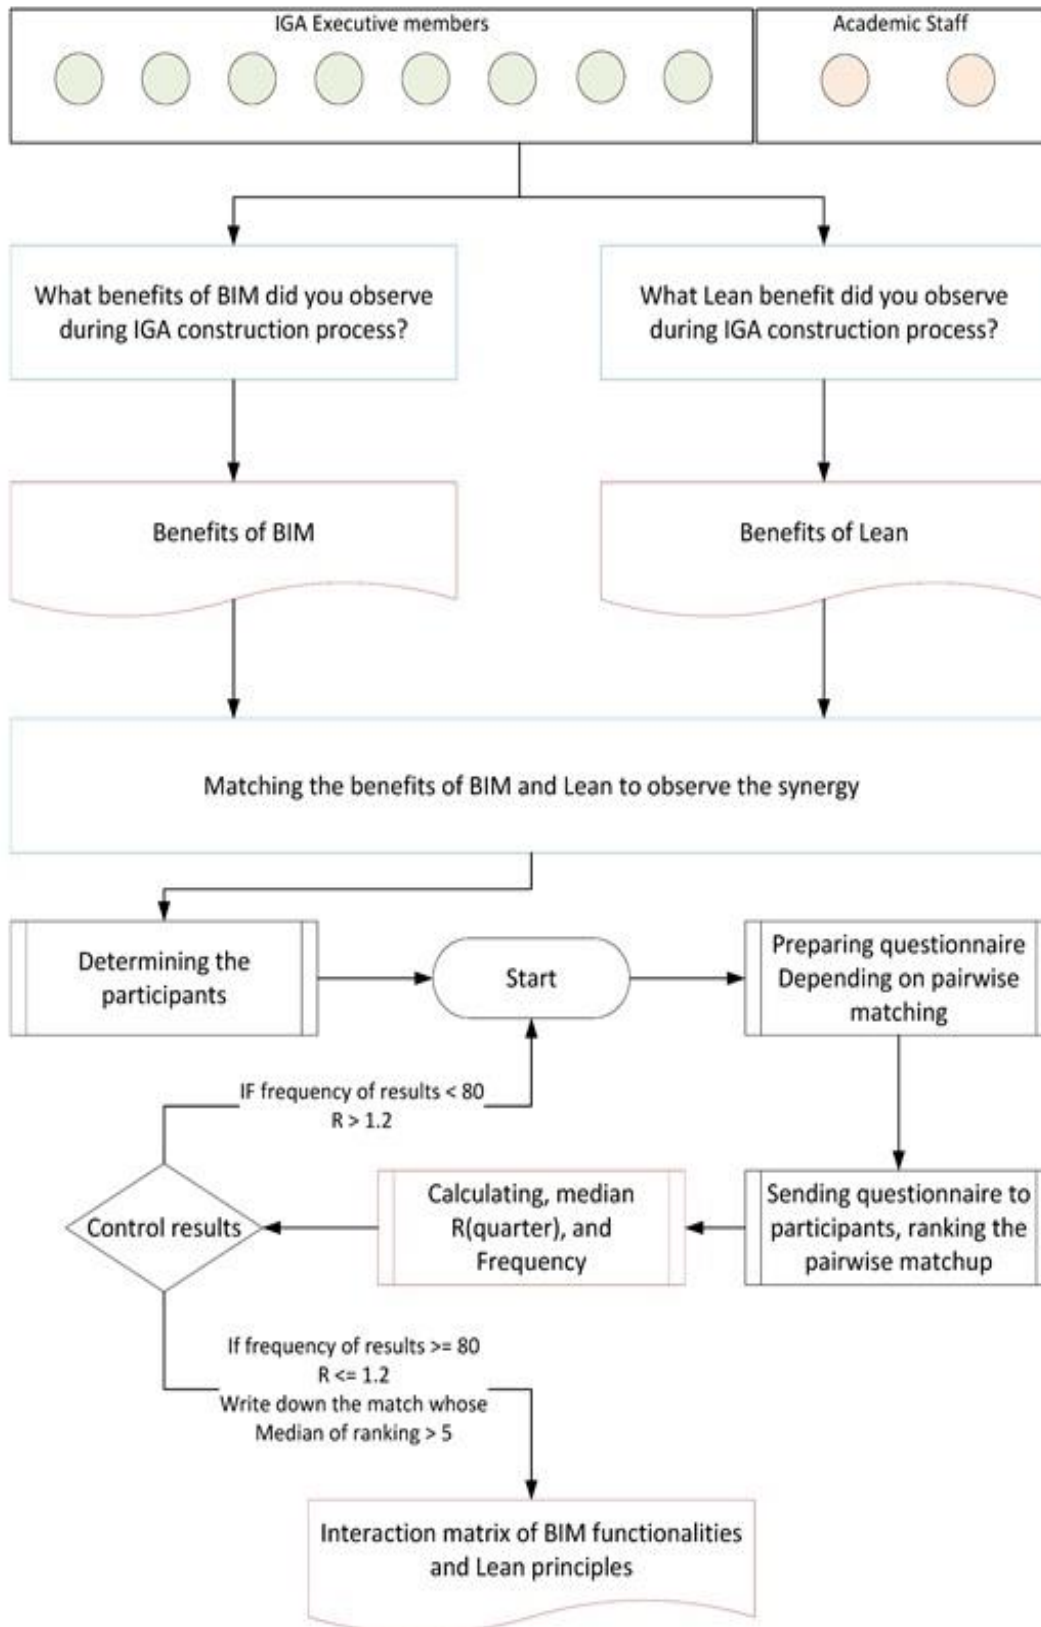 IGA Executive members
Academic Staff
What benefits of BIM did you observe
during IGA construction process?
What Lean benefit did you observe
during IGA construction process?
Benefits of BIM
Benefits of Lean
Matching the benefits of BIM and Lean to observe the synergy
Determining the
participants
Start
Preparing questionnaire
Depending on pairwise
matching
IF frequency of results < 80
R > 1.2
Control results
Calculating, median
R(quarter), and
Frequency
Sending questionnaire to
participants, ranking the
pairwise matchup
If frequency of results >= 80
R <= 1.2
Write down the match whose
Median of ranking > 5
Interaction matrix of BIM functionalities
and Lean principles